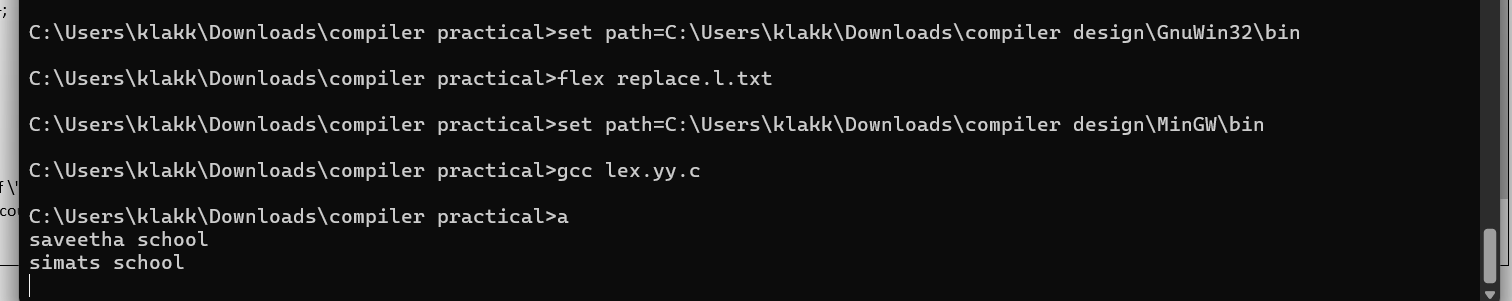 ;
C:\Users\klakk\Downloads\compiler practical>set path=C:\Users\klakk\Downloads\compiler design\GnuWin32\bin
C:\Users\klakk\Downloads\compiler practical>flex replace.l.txt
C:\Users\klakk\Downloads\compiler practical>set path=C:\Users\klakk\Downloads\compiler design\MinGW\bin
C:\Users\klakk\Downloads\compiler practical>gcc lex.yy.c
f \"
C:\Users\klakk\Downloads\compiler practical>a
cou
saveetha school
simats school